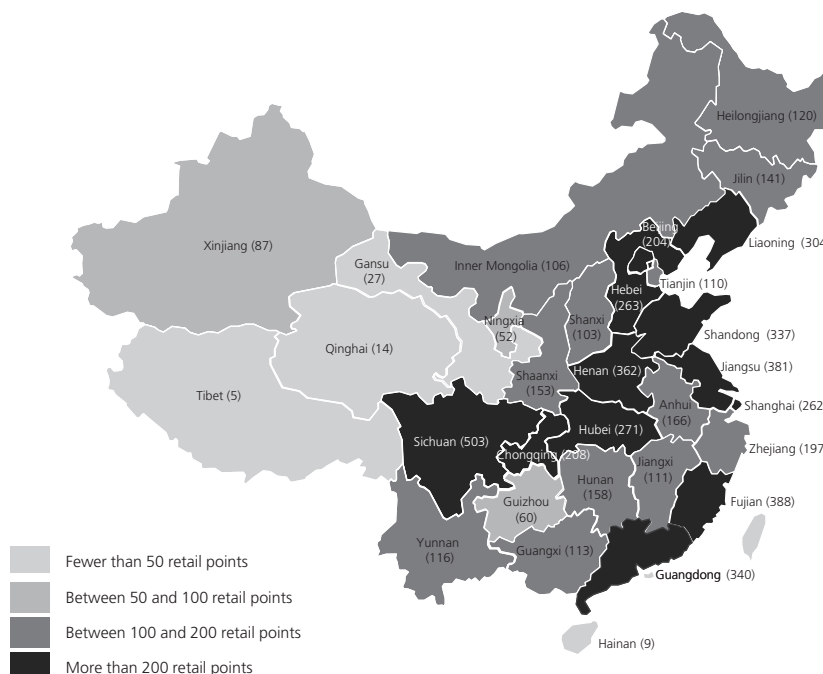 Heilongjiang (120)
Jilin (141)
Beijing
(204)
Liaoning (304
Xinjiang (87)
Gansu
(27)
Inner Mongolia (106)
Tianjin (110)
Hebei
(263)
Ningxia
(52)
Shanxi
(103)
Shandong (337)
Qinghai (14)
Jiangsu (381)
Henan (362)
Shaanxi
(153)
Tibet (5)
Anhui
(166)
Shanghai (262
Hubei (271)
Sichuan (503)
Zhejiang (197
Chongqing (208)
Jiangxi
(111)
Hunan
(158)
Guizhou
(60)
Fujian (388)
Yunnan
(116)
Guangxi (113)
Guangdong (340)
Hainan (9)
Fewer than 50 retail points
Between 50 and 100 retail points
Between 100 and 200 retail points
More than 200 retail points